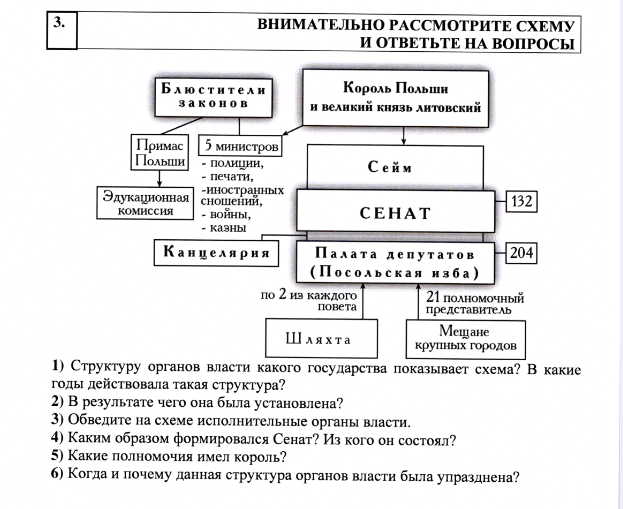 3.
ВНИМАТЕЛЬНО РАССМОТРИТЕ СХЕМУ
И ОТВЕТЬТЕ НА ВОПРОСЫ
Блюстители
законов
Король Польши
и великий князь литовский
Примас
Польши
5 министров
- полиции,
- печати,
-иностранных
сношений,
- войны,
- казны
Эдукационная
комиссия
Сейм
СЕНАТ
132
Канцелярия
Палата депутатов
(Посольская изба)
204
по 2 из каждого
повета
21 полномочный
представитель
Шляхта
Мещане
крупных городов
1) Структуру органов власти какого государства показывает схема? В какие
годы действовала такая структура?
2) В результате чего она была установлена?
3) Обведите на схеме исполнительные органы власти.
4) Каким образом формировался Сенат? Из кого он состоял?
5) Какие полномочия имел король?
6) Когда и почему данная структура органов власти была упразднена?